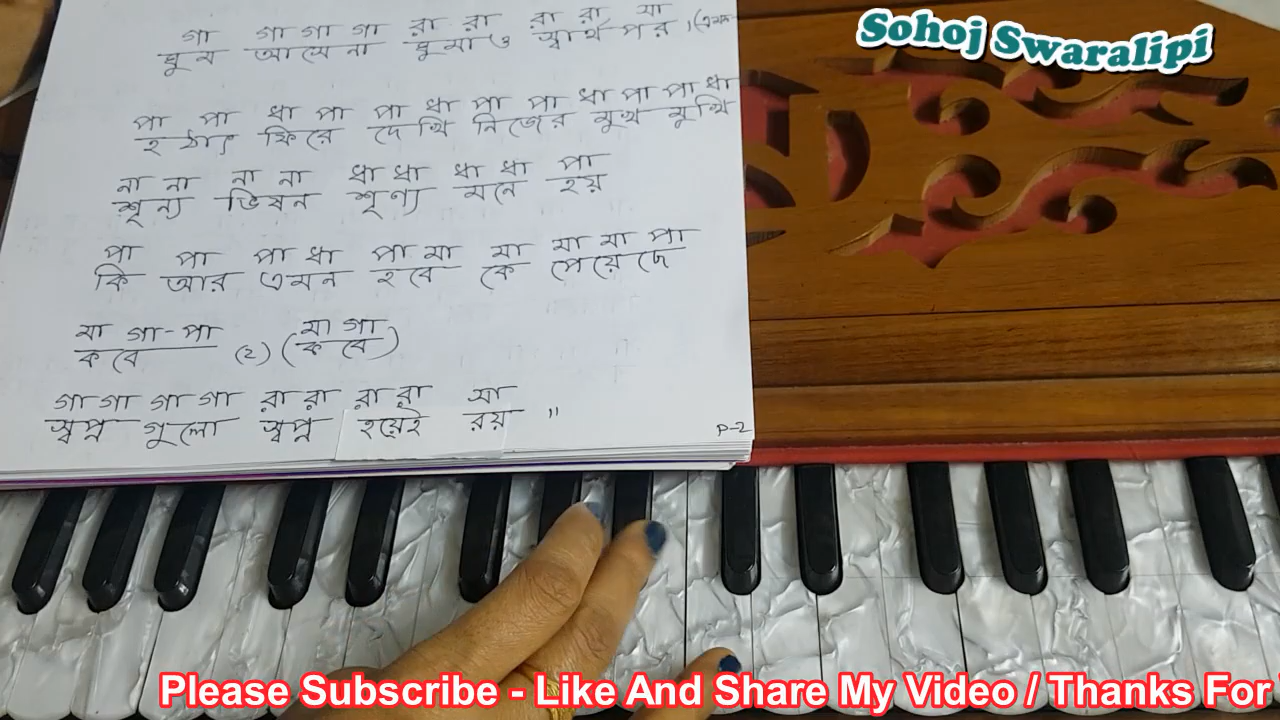 Sohoj Swaralipi
গা গা গা গা রা রা রা রা সা
ঘুম আসেনা ঘুমাও স্বার্থপর । (এমন-
পা পা ধা পা পা ধা পা পা ধা পা পা ধা
হঠাৎ ফিরে দেখি নিজের মুখ মুখি
না না না না ধা ধা ধা ধা পা
শূন্য ভিষন শূণ্য মনে হয়
পা পা পা ধা পা মা মা মা মা পা
কি আর এমন হবে কে পেয়েছে
মা গা - পা মা গা
কবে (২) (কবে)
গা গা গা গা রা রা রা রা সা
স্বপ্ন গুলো স্বপ্ন হয়েই রয় "
P-2
Please Subscribe - Like And Share My Video / Thanks For